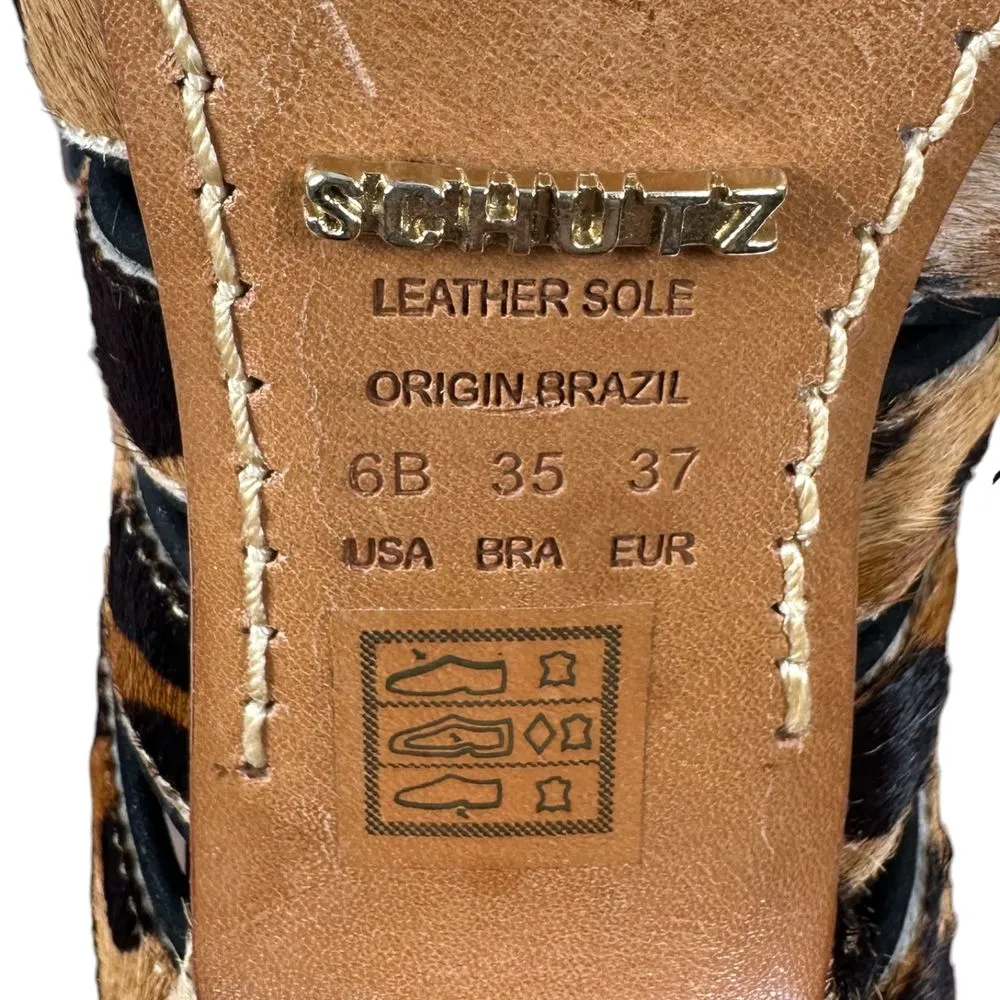 SCHUTZ
LEATHER SOLE
ORIGIN BRAZIL
6B 35 37
USA BRA EUR